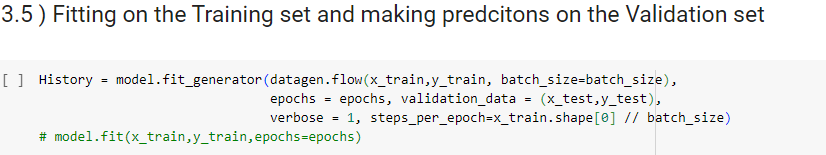 3.5 ) Fitting on the Training set and making predcitons on the Validation set
[ ] History = model.fit_generator(datagen.flow(x_train,y_train, batch_size=batch_size),
epochs = epochs, validation_data = (x_test,y_test),
verbose = 1, steps_per_epoch=x_train.shape[0] // batch_size)
# model.fit(x_train,y_train,epochs=epochs)